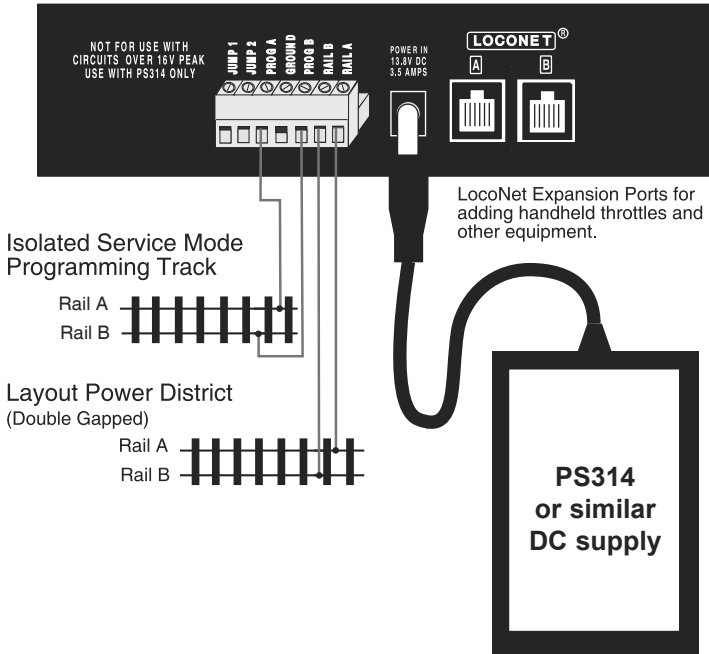 NOT FOR USE WITH
CIRCUITS OVER 16V PEAK
USE WITH PS314 ONLY
JUMP 1
JUMP 2
PROG A
GROUND
PROG B
RAIL B
RAIL A
POWER IN
13.8V DC
3.5 AMPS
LOCONET®
A
B
LocoNet Expansion Ports for
adding handheld throttles and
other equipment.
Isolated Service Mode
Programming Track
Rail A
Rail B
Layout Power District
(Double Gapped)
Rail A
Rail B
PS314
or similar
DC supply